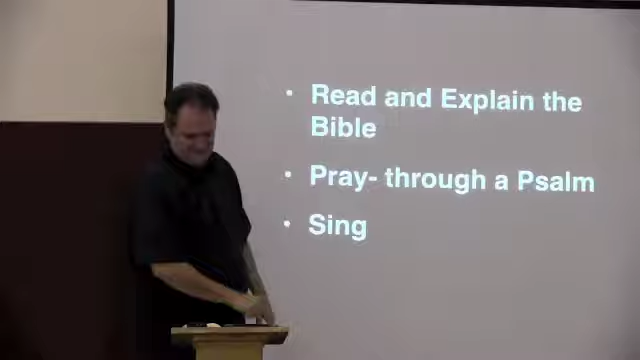 • Read and Explain the
Bible
• Pray- through a Psalm
• Sing